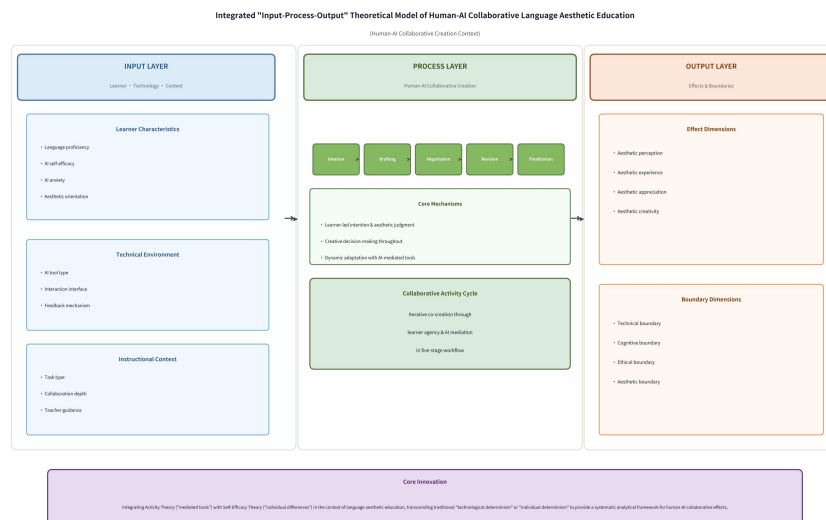 Integrated "Input-Process-Output" Theoretical Model of Human-AI Collaborative Language Aesthetic Education
(Human-AI Collaborative Creation Context)
INPUT LAYER
Learner • Technology • Context
Learner Characteristics
• Language proficiency
• AI self-efficacy
• AI anxiety
• Aesthetic orientation
Technical Environment
• AI tool type
• Interaction interface
• Feedback mechanism
Instructional Context
• Task type
• Collaboration depth
• Teacher guidance
PROCESS LAYER
Human-AI Collaborative Creation
Ideation > Drafting > Negotiation > Revision > Finalization
Core Mechanisms
• Learner-led intention & aesthetic judgment
• Creative decision-making throughout
• Dynamic adaptation with AI-mediated tools
Collaborative Activity Cycle
Iterative co-creation through
learner agency & AI mediation
in five-stage workflow
OUTPUT LAYER
Effects & Boundaries
Effect Dimensions
• Aesthetic perception
• Aesthetic experience
• Aesthetic appreciation
• Aesthetic creativity
Boundary Dimensions
• Technical boundary
• Cognitive boundary
• Ethical boundary
• Aesthetic boundary
Core Innovation
Integrating Activity Theory ("mediated tools") with Self-Efficacy Theory ("individual differences") in the context of language aesthetic education, transcending traditional "technological determinism" or "individual determinism" to provide a systematic analytical framework for human-AI collaborative effects.